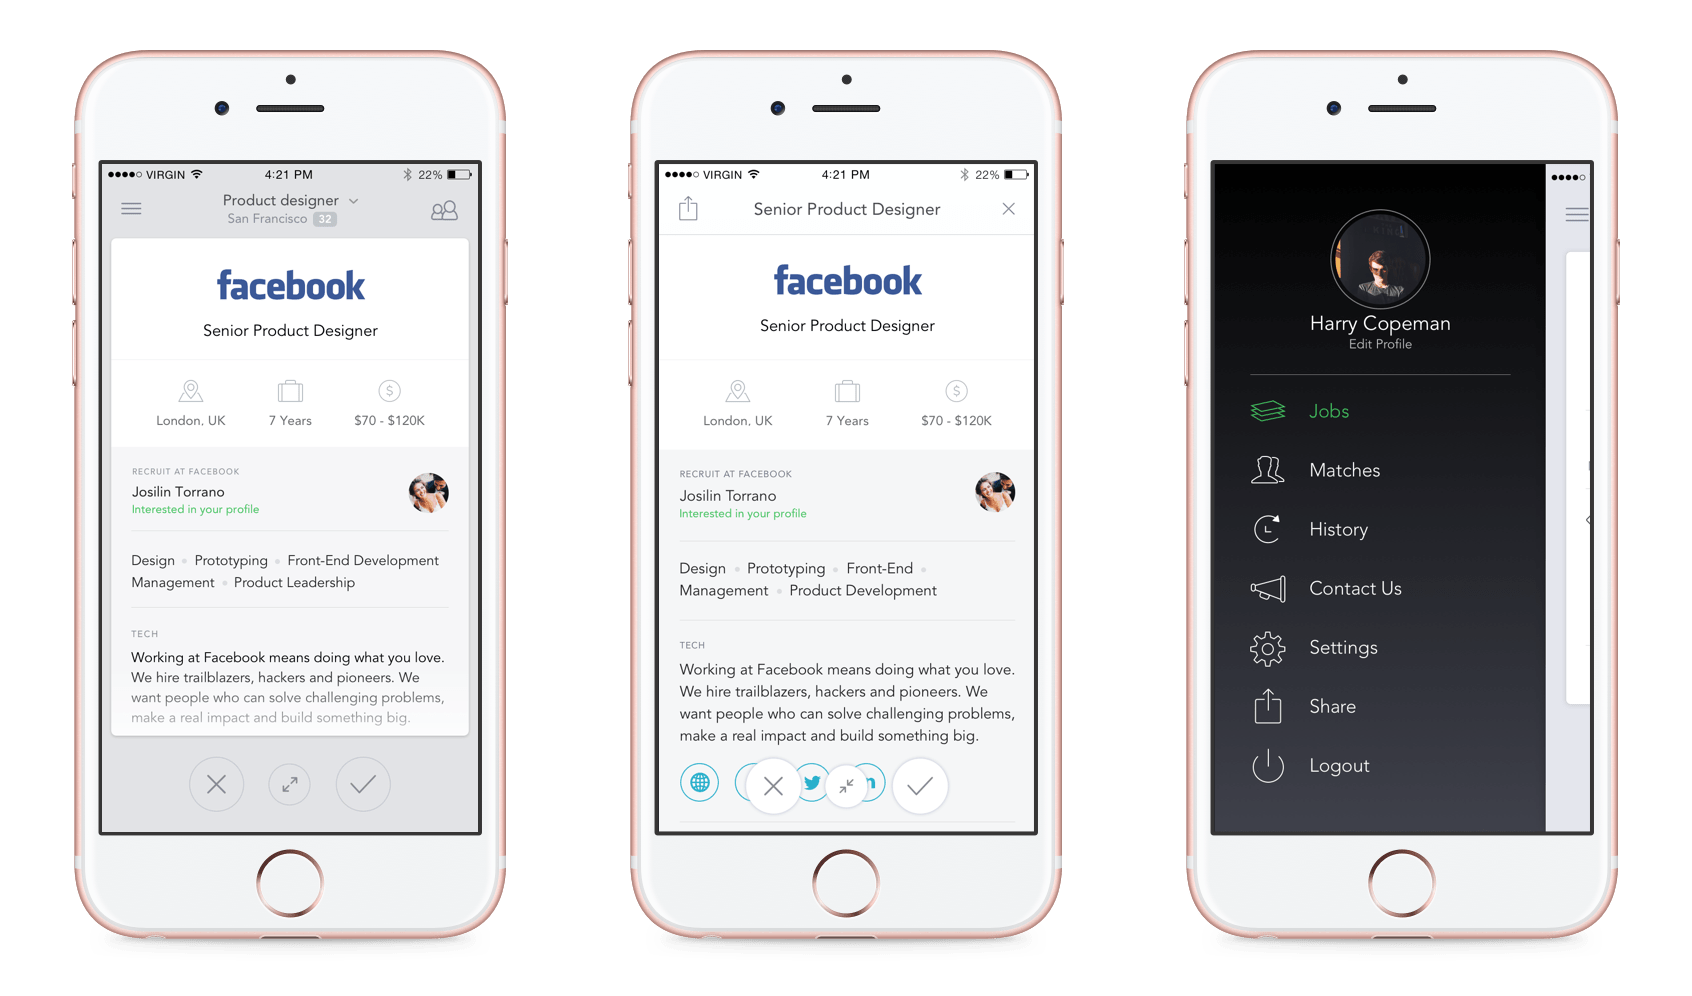 VIRGIN 4:21 PM 22%
Product designer
San Francisco 32
facebook
Senior Product Designer
London, UK 7 Years $70 - $120K
RECRUIT AT FACEBOOK
Josilin Torrano
Interested in your profile
Design Prototyping Front-End Development
Management Product Leadership
TECH
Working at Facebook means doing what you love.
We hire trailblazers, hackers and pioneers. We
want people who can solve challenging problems,
make a real impact and build something big.
VIRGIN 4:21 PM 22%
Senior Product Designer
facebook
Senior Product Designer
London, UK 7 Years $70 - $120K
RECRUIT AT FACEBOOK
Josilin Torrano
Interested in your profile
Design Prototyping Front-End
Management Product Development
TECH
Working at Facebook means doing what you love.
We hire trailblazers, hackers and pioneers. We
want people who can solve challenging problems,
make a real impact and build something big.
Harry Copeman
Edit Profile
Jobs
Matches
History
Contact Us
Settings
Share
Logout